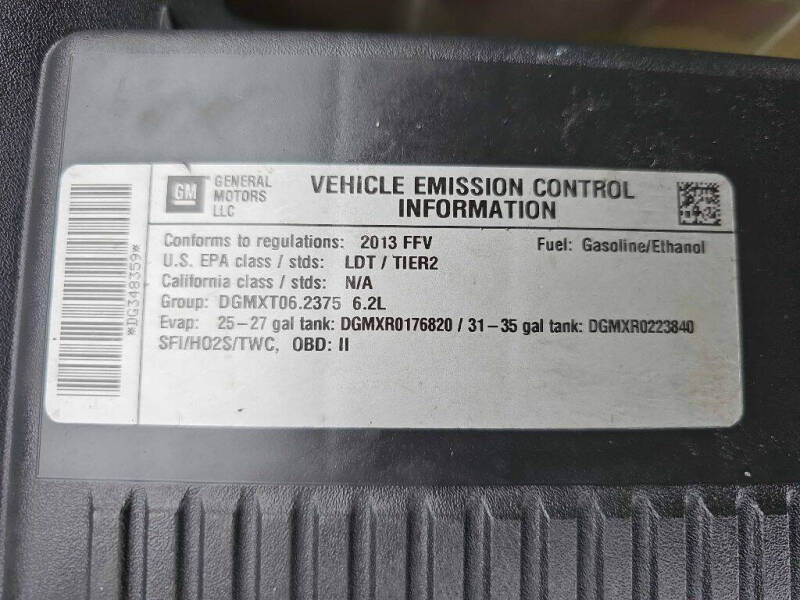 GM
GENERAL
MOTORS
LLC
VEHICLE EMISSION CONTROL
INFORMATION
Conforms to regulations: 2013 FFV Fuel: Gasoline/Ethanol
U.S. EPA class / stds: LDT / TIER2
California class / stds: N/A
Group: DGMXT06.2375 6.2L
Evap: 25-27 gal tank: DGMXR0176820 / 31-35 gal tank: DGMXR0223840
SFI/HO2S/TWC, OBD: II
*DG348359*